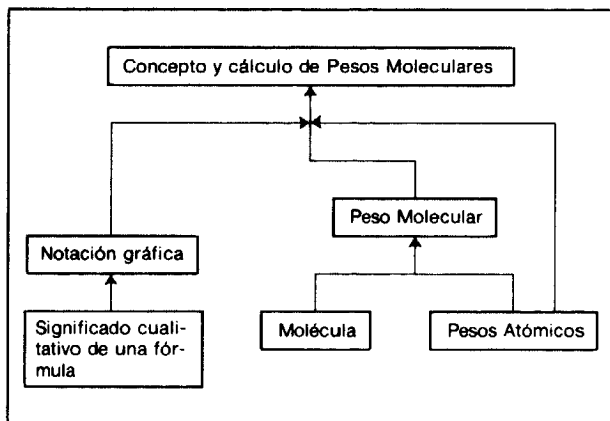 Concepto y cálculo de Pesos Moleculares
Peso Molecular
Notación gráfica
Significado cuali-
tativo de una fór-
mula
Molécula
Pesos Atómicos